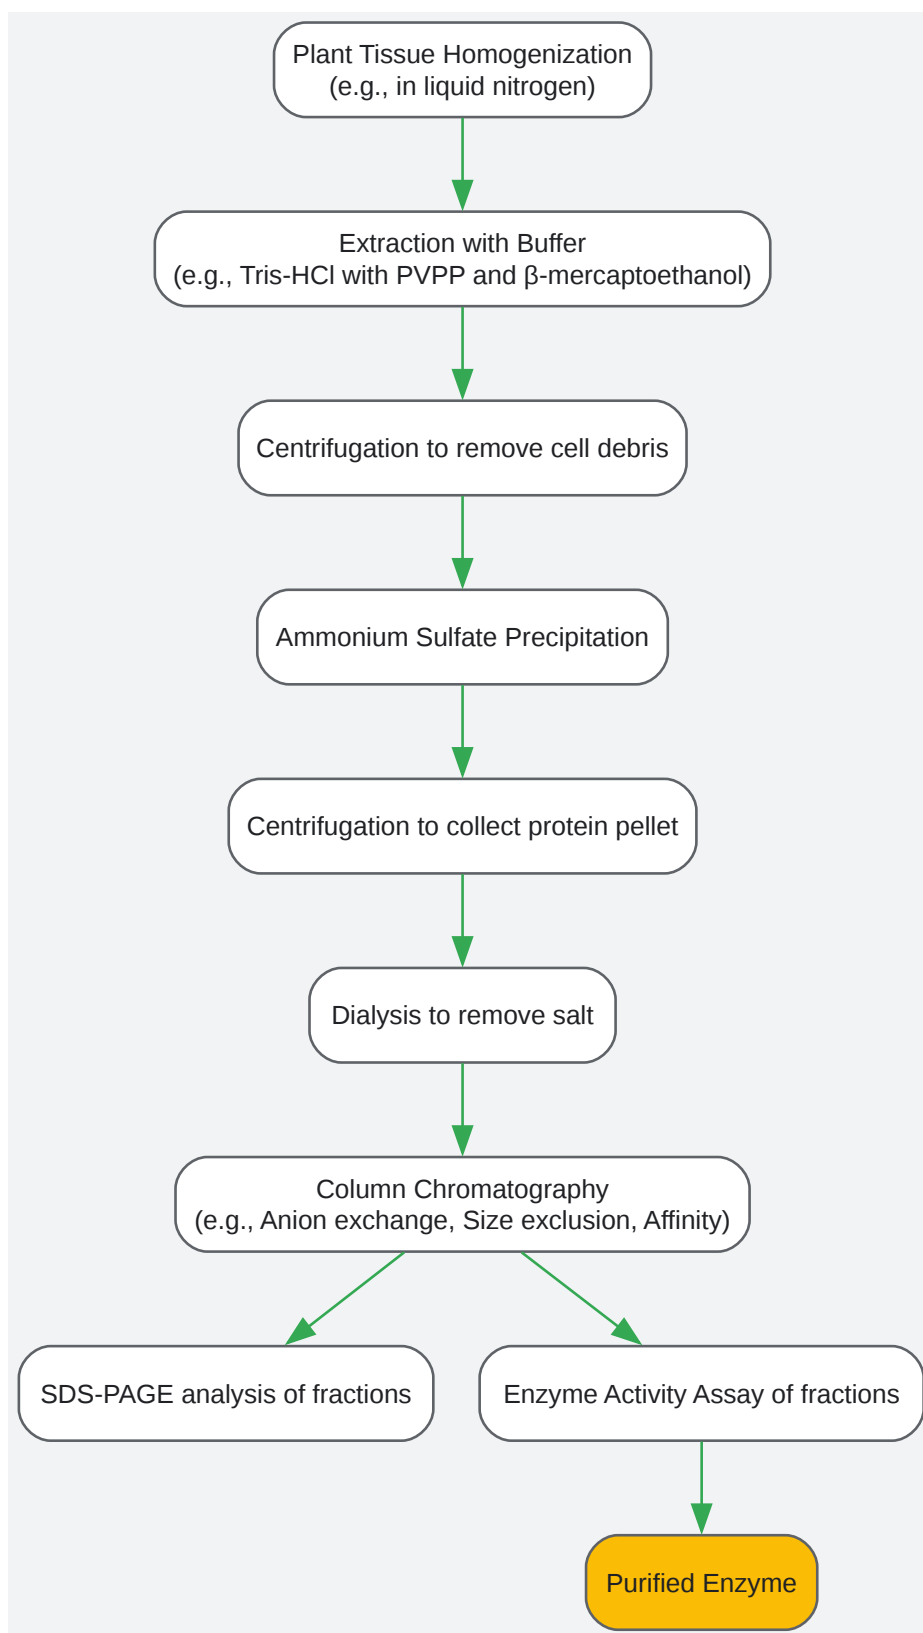 Plant Tissue Homogenization
(e.g., in liquid nitrogen)
Extraction with Buffer
(e.g., Tris-HCl with PVPP and β-mercaptoethanol)
Centrifugation to remove cell debris
Ammonium Sulfate Precipitation
Centrifugation to collect protein pellet
Dialysis to remove salt
Column Chromatography
(e.g., Anion exchange, Size exclusion, Affinity)
SDS-PAGE analysis of fractions
Enzyme Activity Assay of fractions
Purified Enzyme